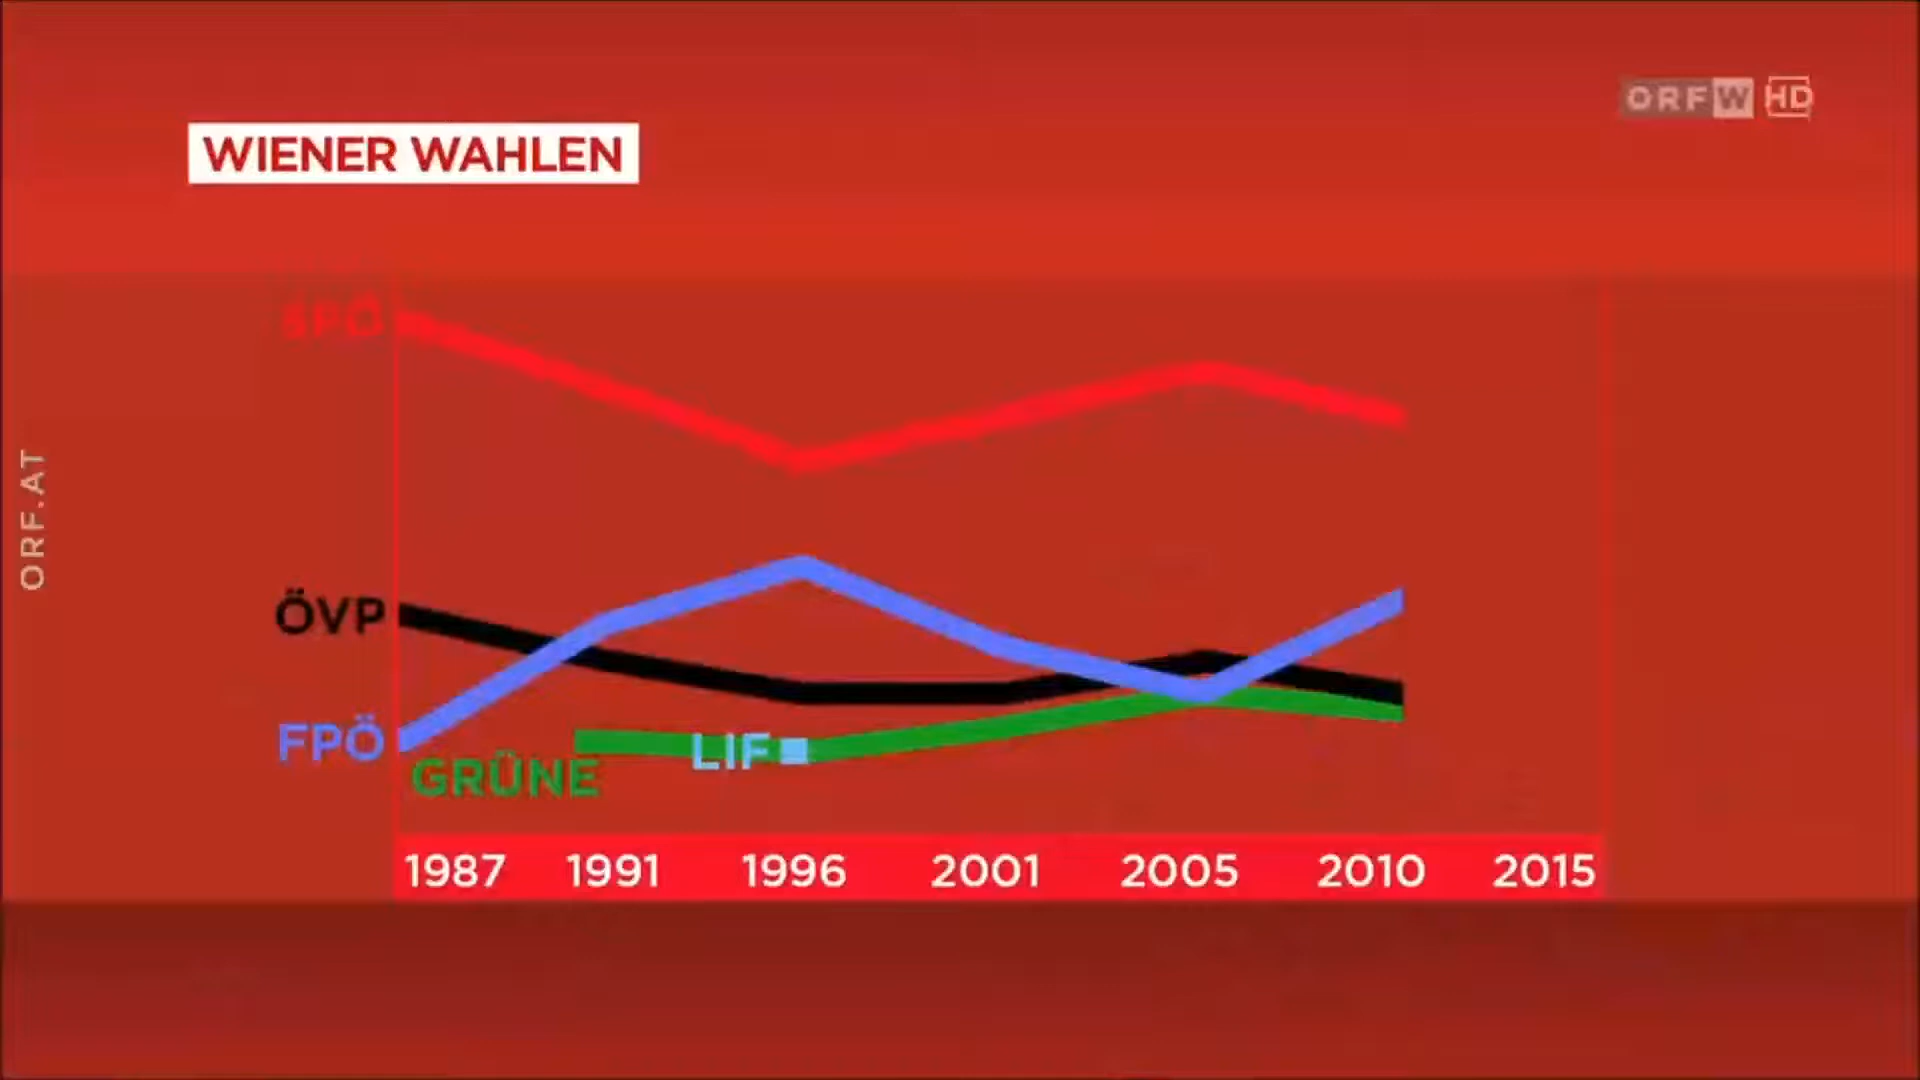 ORF W HD
WIENER WAHLEN
SPÖ
ORF.AT
ÖVP
FPÖ
GRÜNE
LIF
1987 1991 1996 2001 2005 2010 2015